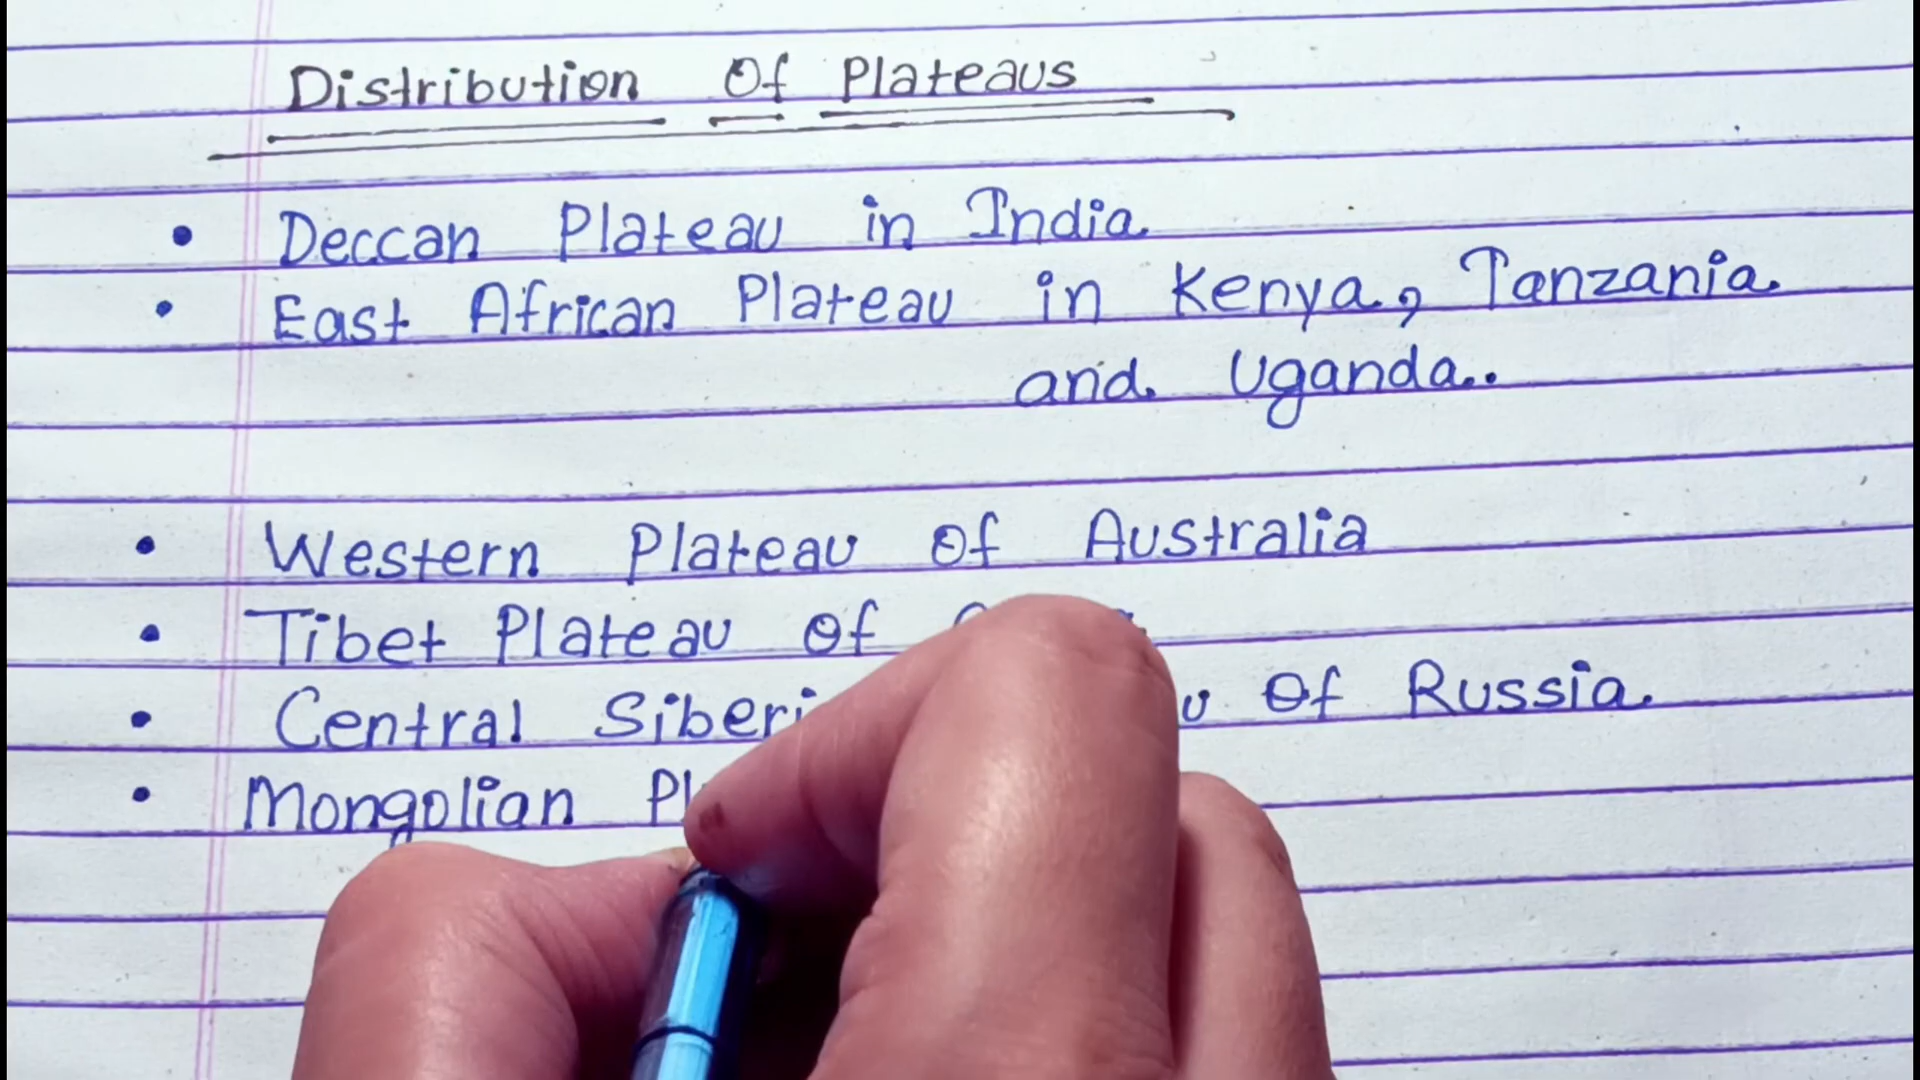 Distribution Of Plateaus
• Deccan Plateau in India.
• East African Plateau in Kenya, Tanzania.
and. Uganda..
• Western Plateau Of Australia
• Tibet Plateau Of
• Central Of Russia.
• Mongolian